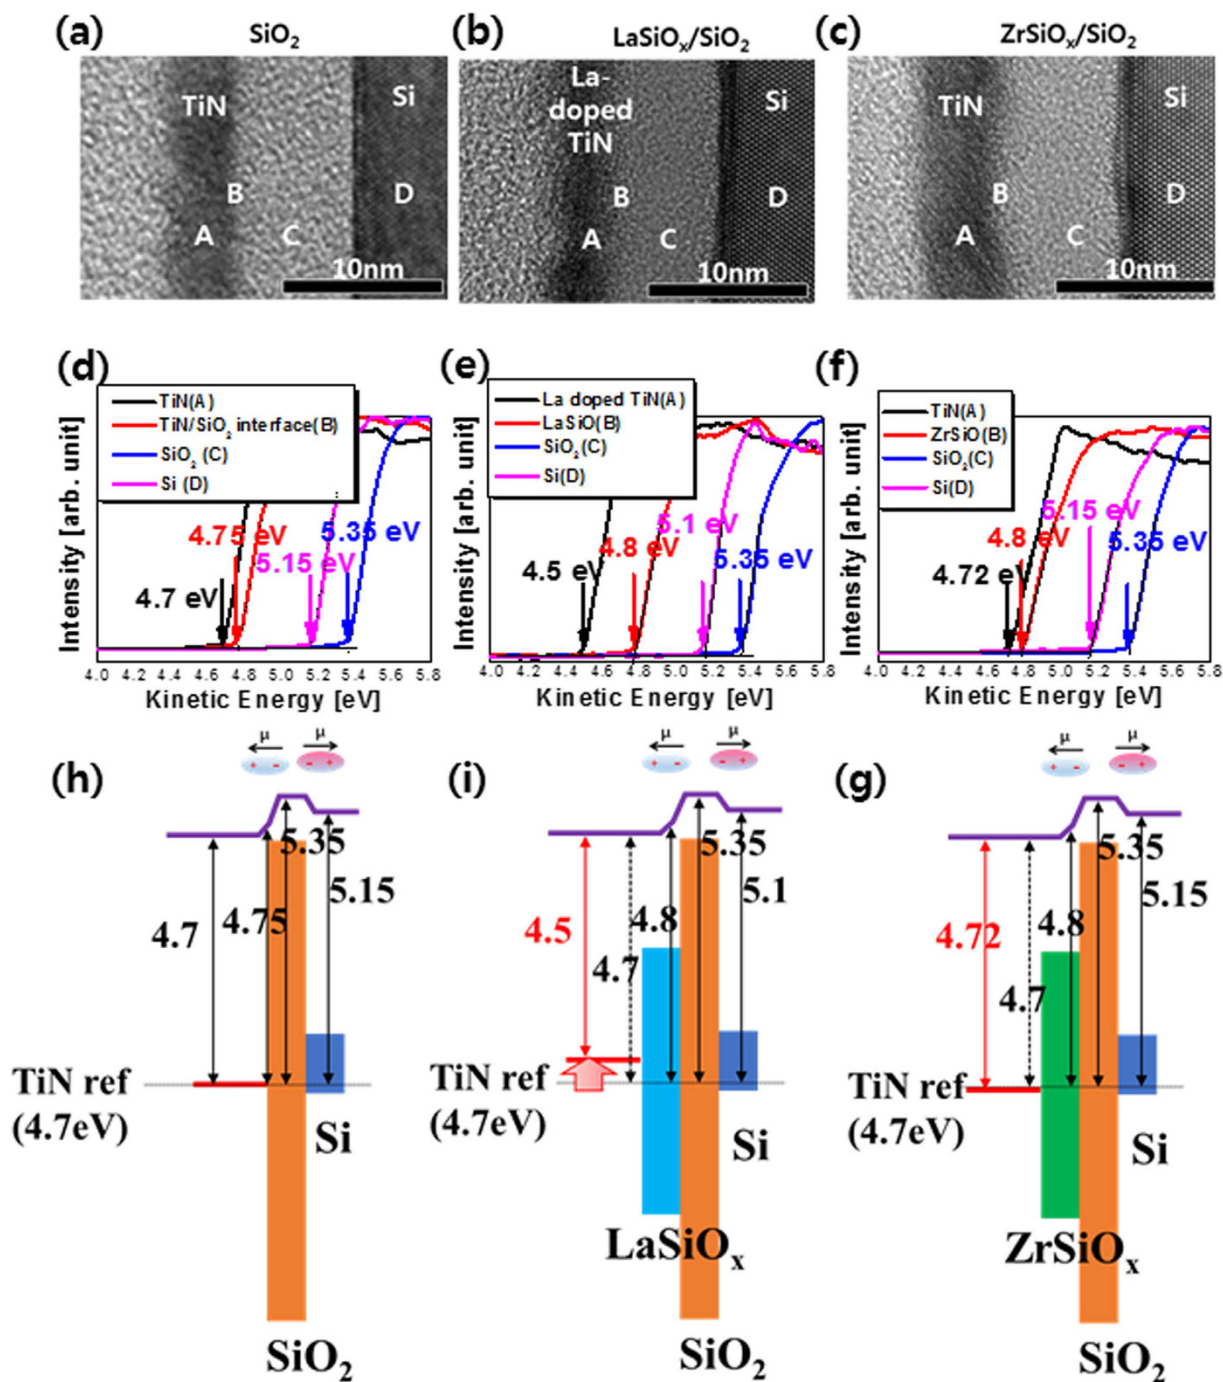 (a)
SiO₂
TiN
Si
B
D
A
C
10nm
(b)
LaSiOₓ/SiO₂
La-
doped
TiN
Si
B
D
A
C
10nm
(c)
ZrSiOₓ/SiO₂
TiN
Si
B
D
A
C
10nm
(d)
TiN(A)
TiN/SiO₂ interface(B)
SiO₂ (C)
Si (D)
4.75 eV
5.35 eV
5.15 eV
4.7 eV
Intensity [arb. unit]
4.0 4.2 4.4 4.6 4.8 5.0 5.2 5.4 5.6 5.8
Kinetic Energy [eV]
(e)
La doped TiN(A)
LaSiO(B)
SiO₂(C)
Si(D)
5.1 eV
4.8 eV
5.35 eV
4.5 eV
Intensity [arb. unit]
4.0 4.2 4.4 4.6 4.8 5.0 5.2 5.4 5.6 5.8
Kinetic Energy [eV]
(f)
TiN(A)
ZrSiO(B)
SiO₂(C)
Si(D)
5.15 eV
4.8 eV
5.35 eV
4.72 eV
Intensity [arb. unit]
4.0 4.2 4.4 4.6 4.8 5.0 5.2 5.4 5.6 5.8
Kinetic Energy [eV]
(h)
μ μ
+ - - +
5.35
5.15
4.7
4.75
TiN ref
(4.7eV)
Si
SiO₂
(i)
μ μ
+ - - +
5.35
5.1
4.5
4.8
4.7
TiN ref
(4.7eV)
Si
LaSiOₓ
SiO₂
(g)
μ μ
+ - - +
5.35
5.15
4.72
4.8
4.7
TiN ref
(4.7eV)
Si
ZrSiOₓ
SiO₂